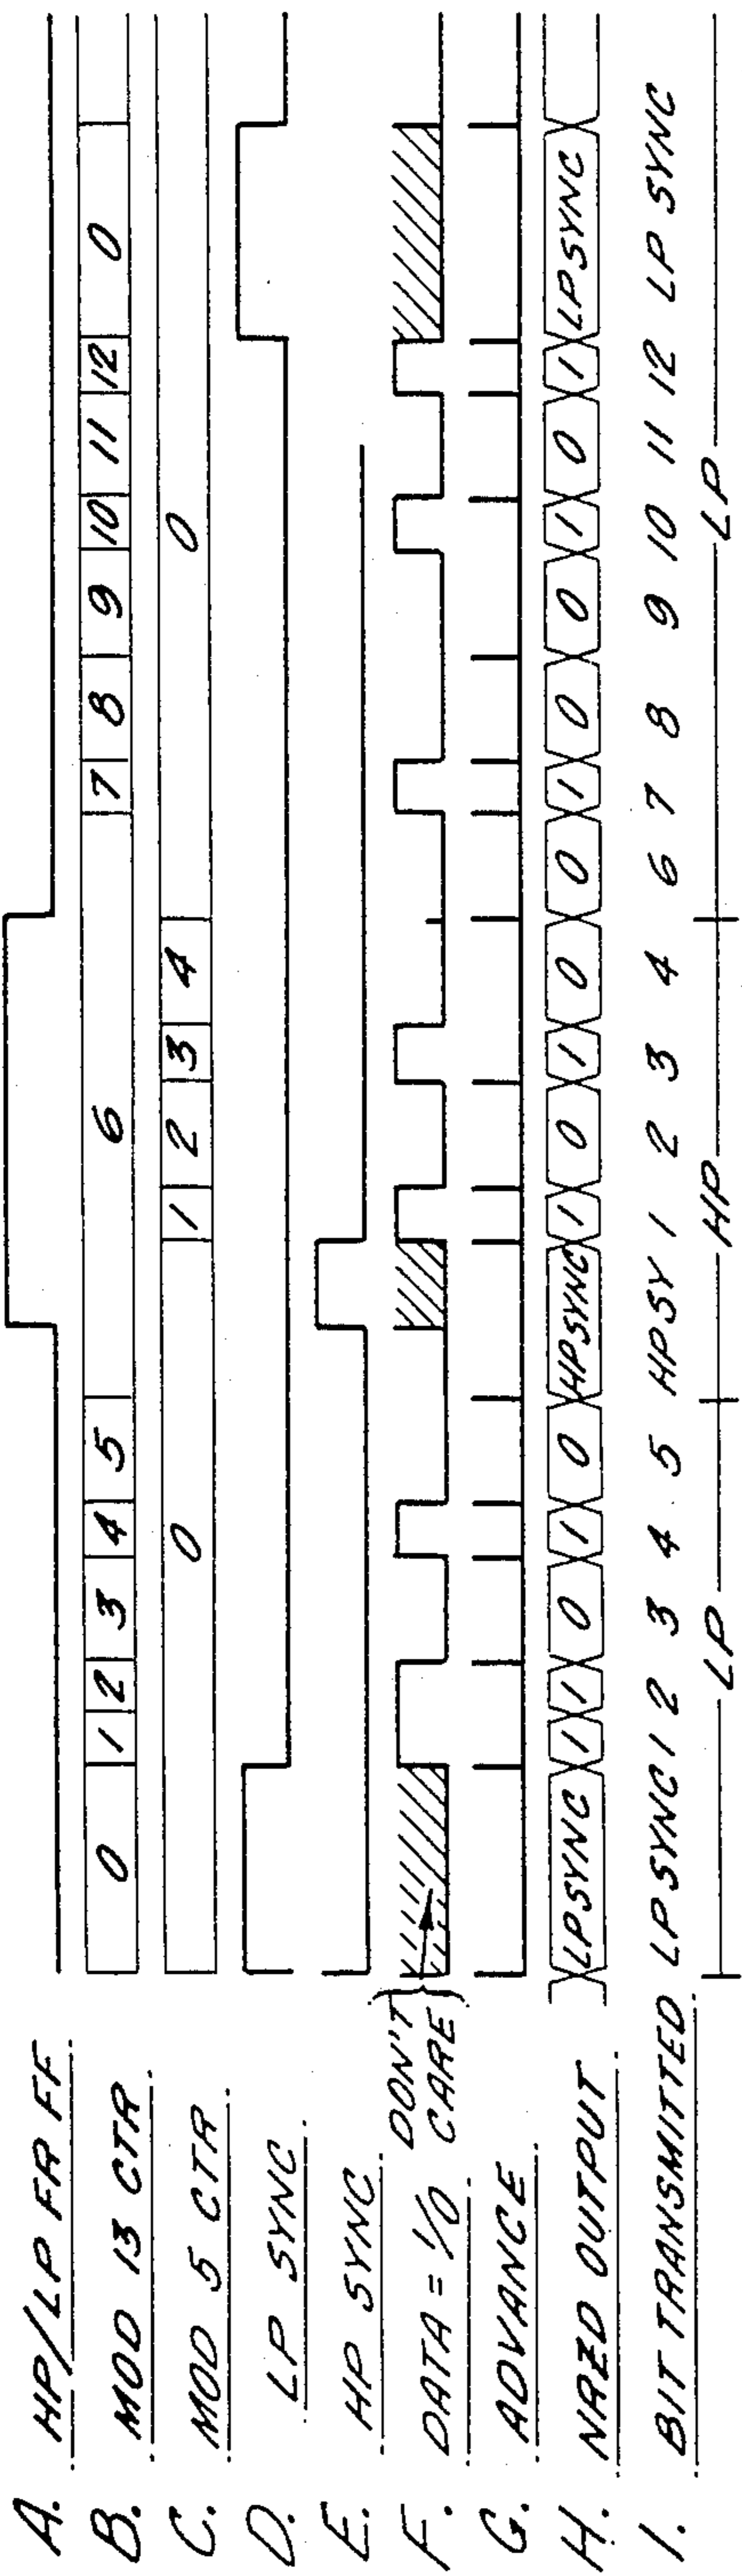 A. HP/LP FR FF
B. MOD 13 CTR 0 1 2 3 4 5 6 7 8 9 10 11 12 0
C. MOD 5 CTR 0 1 2 3 4 0
D. LP SYNC
E. HP SYNC
F. DATA = 1/0 DON'T CARE
G. ADVANCE
H. NRZD OUTPUT LPSYNC 1 1 0 1 0 HPSYNC 1 0 1 0 0 1 0 0 1 0 1 LPSYNC
I. BIT TRANSMITTED LP SYNC 1 2 3 4 5 HPSY 1 2 3 4 6 7 8 9 10 11 12 LP SYNC
LP HP LP